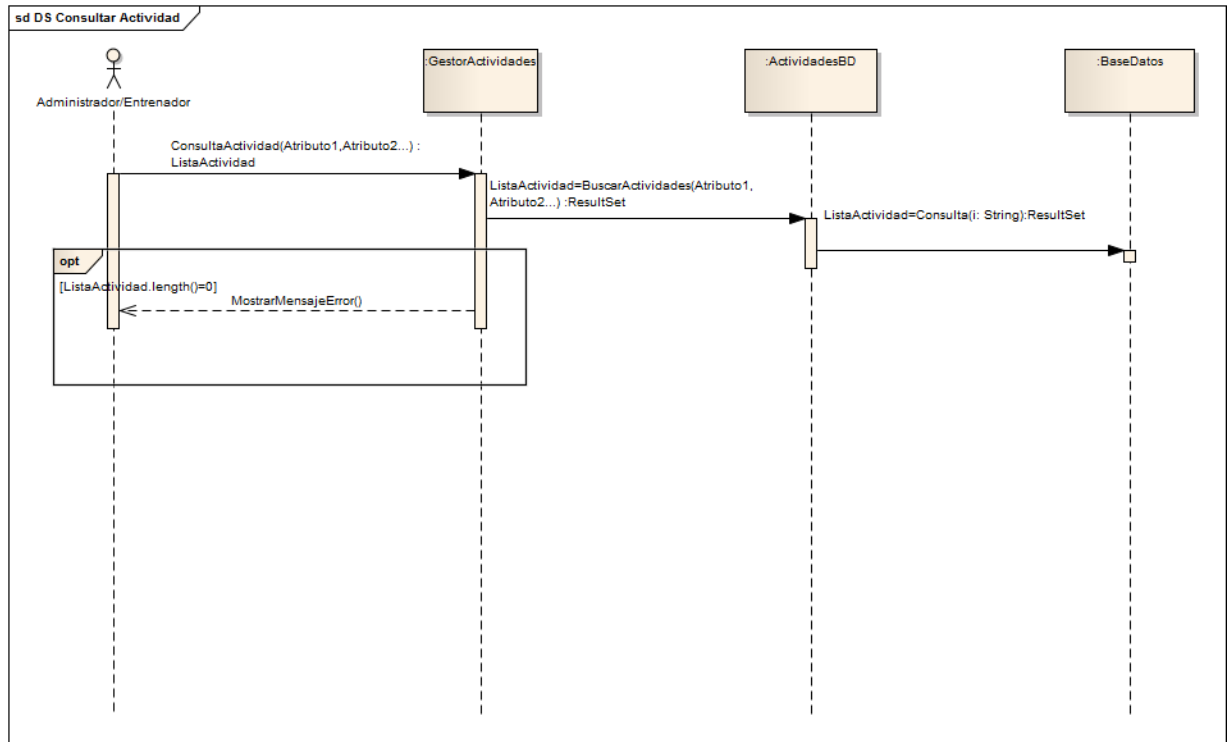 sd DS Consultar Actividad
Administrador/Entrenador
:GestorActividades
:ActividadesBD
:BaseDatos
ConsultaActividad(Atributo1,Atributo2...) :
ListaActividad
ListaActividad=BuscarActividades(Atributo1,
Atributo2...) :ResultSet
ListaActividad=Consulta(i: String):ResultSet
opt
[ListaActividad.length()=0]
MostrarMensajeError()